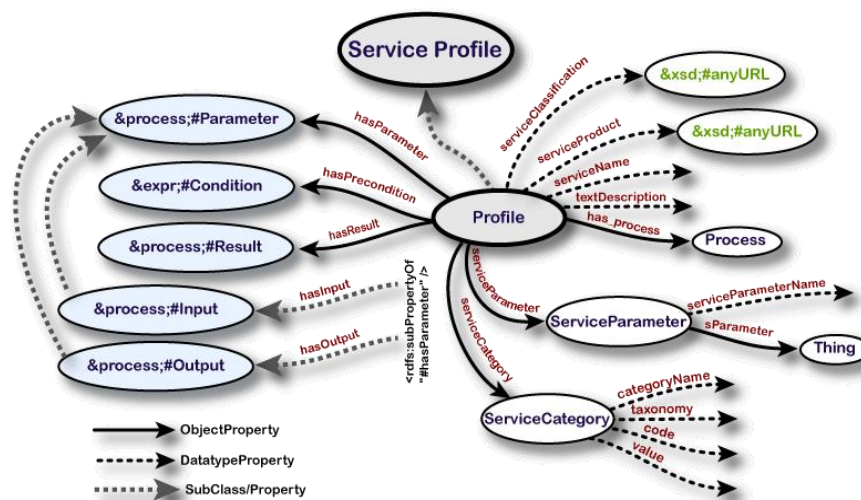 Service Profile
&xsd;#anyURL
serviceClassification
&process;#Parameter
hasParameter
serviceProduct
&xsd;#anyURL
serviceName
&expr;#Condition
hasPrecondition
textDescription
Profile
has_process
&process;#Result
hasResult
Process
serviceParameter
hasInput
<rdfs:subPropertyOf
"#hasParameter" />
serviceParameterName
&process;#Input
serviceCategory
ServiceParameter
sParameter
Thing
hasOutput
&process;#Output
categoryName
taxonomy
ServiceCategory
code
value
ObjectProperty
DatatypeProperty
SubClass/Property